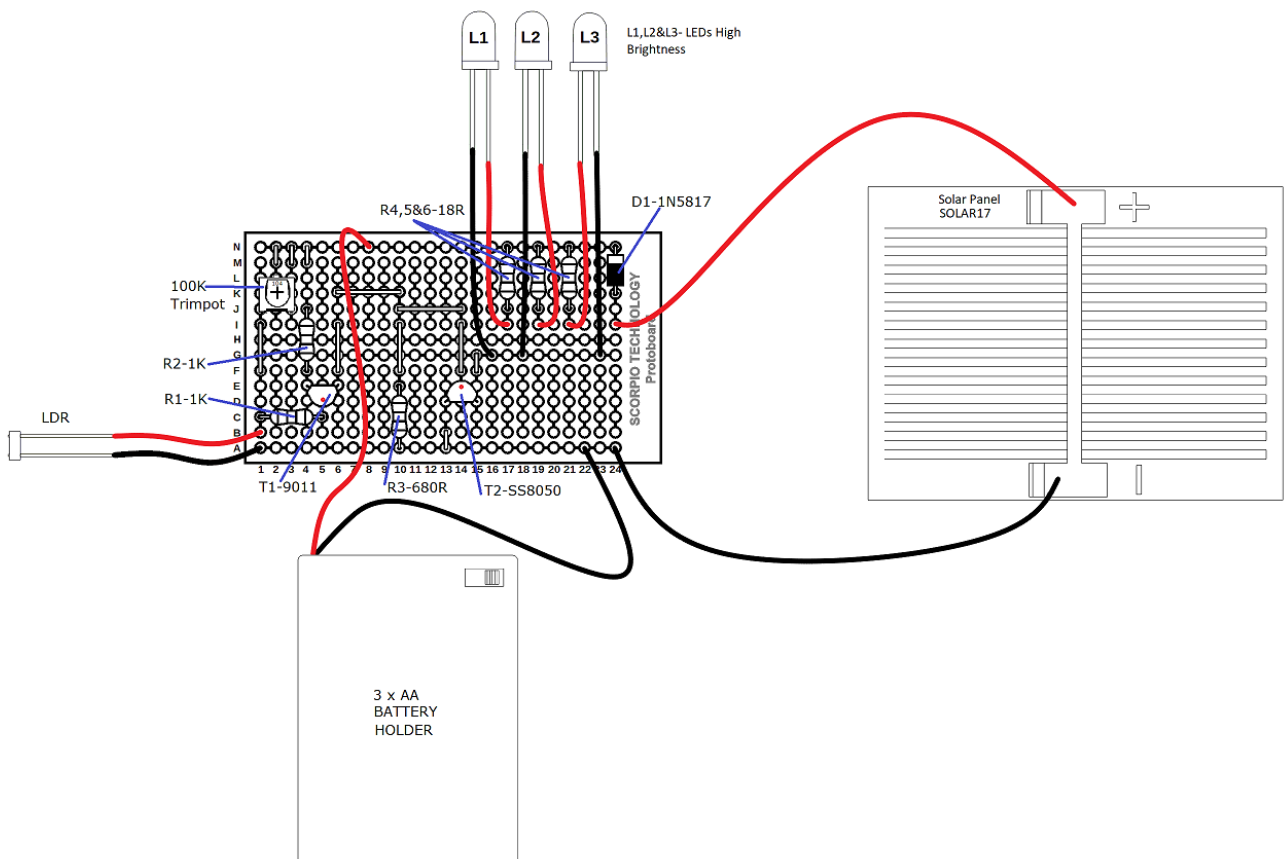 L1
L2
L3
L1,L2&L3- LEDs High
Brightness
R4,5&6-18R
D1-1N5817
Solar Panel
SOLAR17
+
N
M
L
K
J
I
H
G
F
E
D
C
B
A
100K
Trimpot
104
R2-1K
R1-1K
LDR
SCORPIO TECHNOLOGY
Protoboard
1 2 3 4 5 6 7 8 9 10 11 12 13 14 15 16 17 18 19 20 21 22 23 24
T1-9011
R3-680R
T2-SS8050
3 x AA
BATTERY
HOLDER